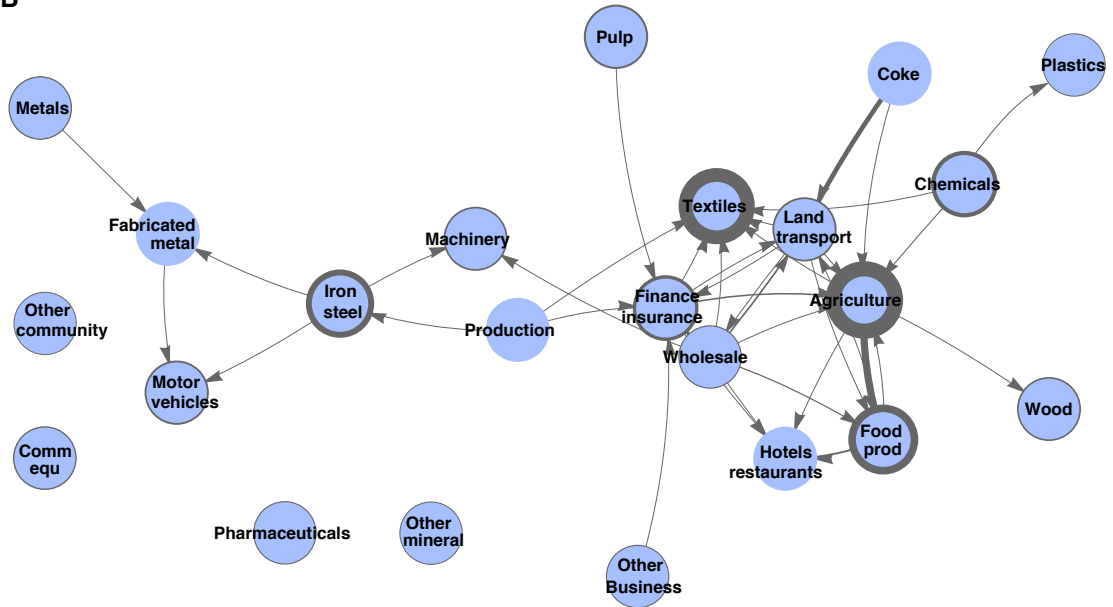 B
Pulp
Coke
Plastics
Metals
Chemicals
Textiles
Land
transport
Fabricated
metal
Machinery
Iron
steel
Finance
insurance
Agriculture
Other
community
Production
Wholesale
Motor
vehicles
Wood
Food
prod
Comm
equ
Hotels
restaurants
Pharmaceuticals
Other
mineral
Other
Business